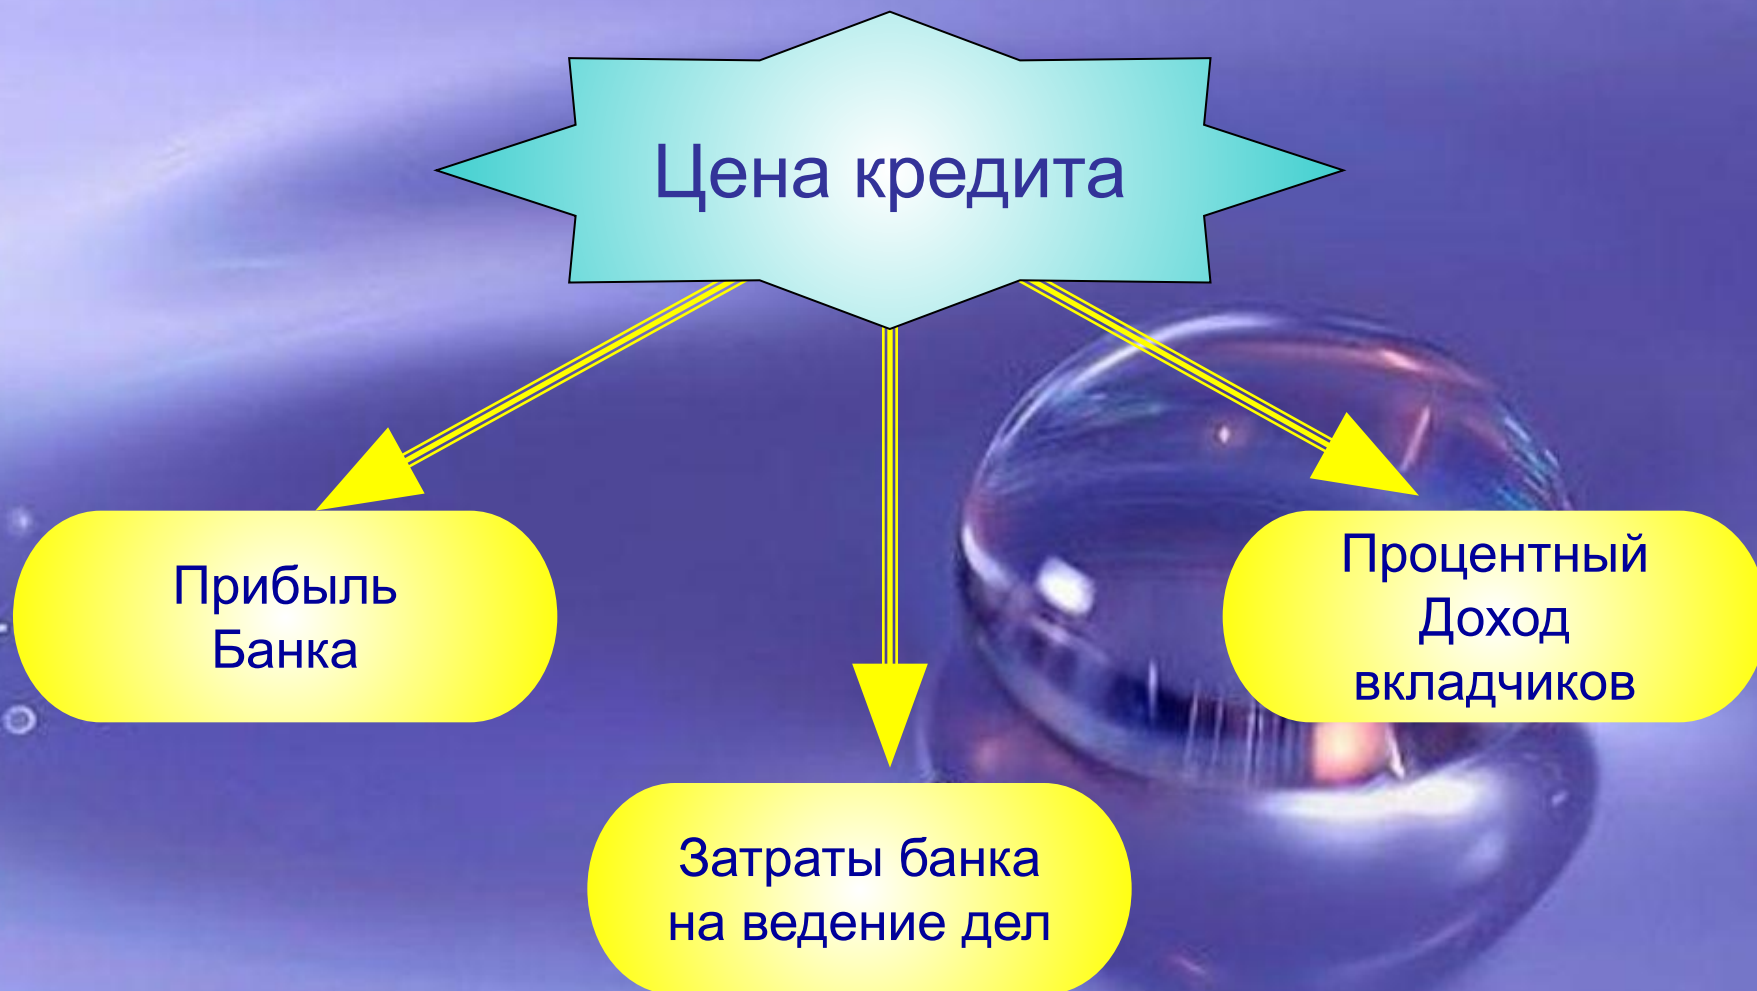 Цена кредита
Прибыль
Банка
Процентный
Доход
вкладчиков
Затраты банка
на ведение дел